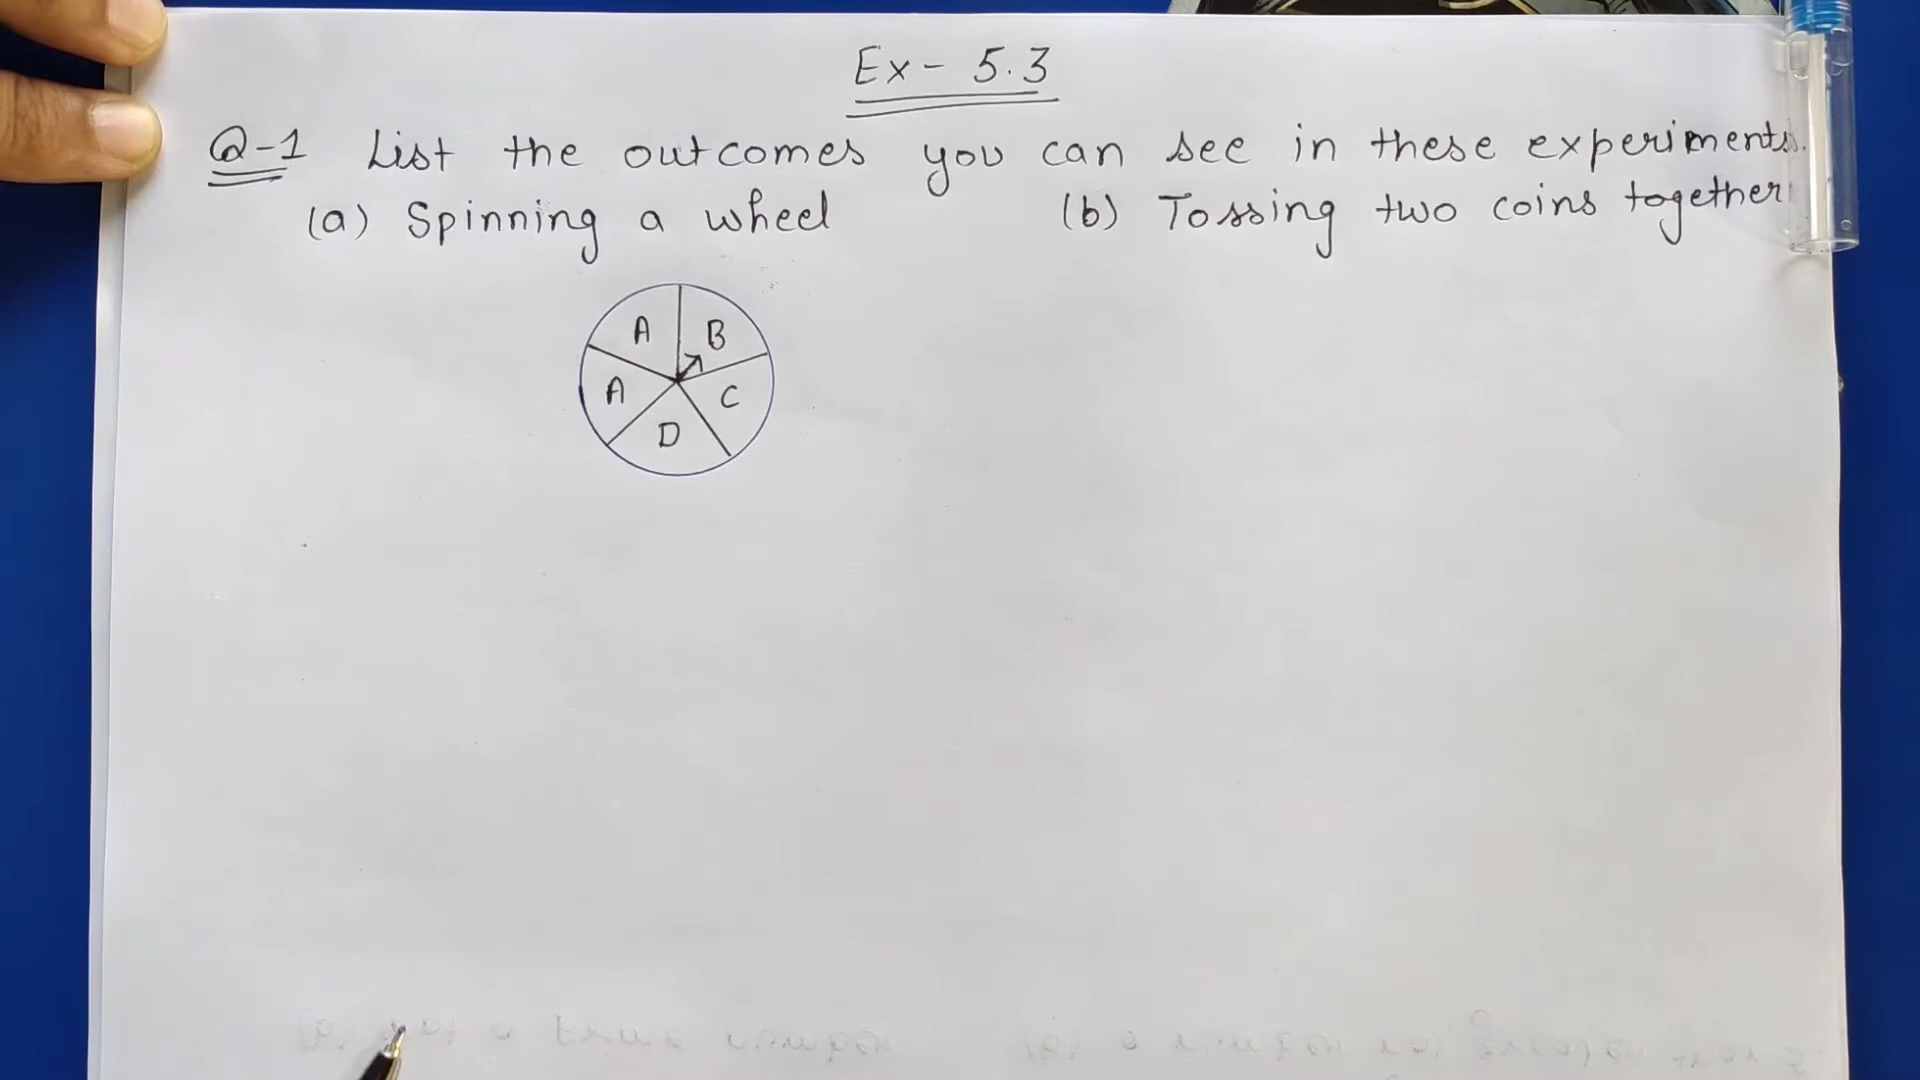 Ex- 5.3
Q-1 List the outcomes you can see in these experiments.
(a) Spinning a wheel (b) Tossing two coins together
A B
A C
D